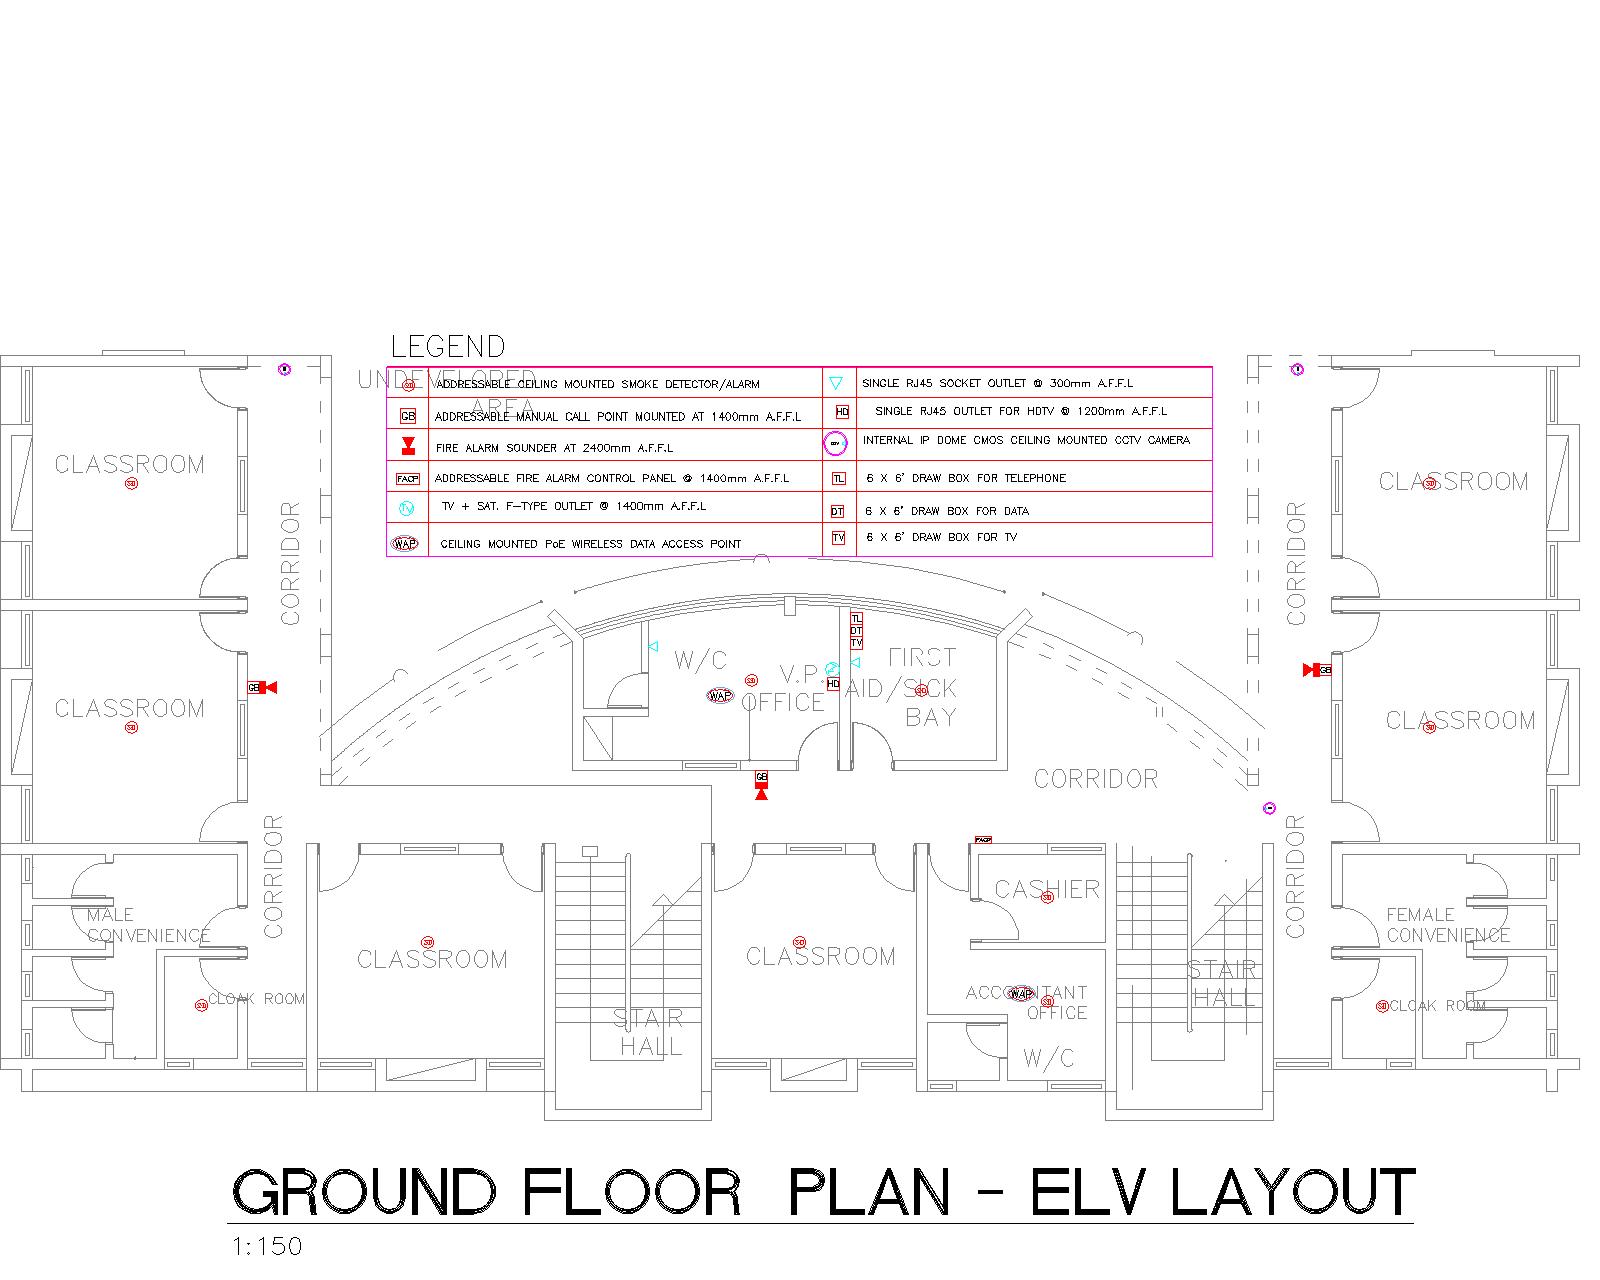 LEGEND
UNDEVELOPED
AREA
SD ADDRESSABLE CEILING MOUNTED SMOKE DETECTOR/ALARM
GB ADDRESSABLE MANUAL CALL POINT MOUNTED AT 1400mm A.F.F.L
FIRE ALARM SOUNDER AT 2400mm A.F.F.L
FACP ADDRESSABLE FIRE ALARM CONTROL PANEL @ 1400mm A.F.F.L
TV TV + SAT. F-TYPE OUTLET @ 1400mm A.F.F.L
WAP CEILING MOUNTED PoE WIRELESS DATA ACCESS POINT
SINGLE RJ45 SOCKET OUTLET @ 300mm A.F.F.L
HD SINGLE RJ45 OUTLET FOR HDTV @ 1200mm A.F.F.L
INTERNAL IP DOME CMOS CEILING MOUNTED CCTV CAMERA
TL 6 X 6' DRAW BOX FOR TELEPHONE
DT 6 X 6' DRAW BOX FOR DATA
TV 6 X 6' DRAW BOX FOR TV
CLASSROOM
SD
CORRIDOR
CORRIDOR
CLASSROOM
SD
CLASSROOM
SD
GB
W/C
WAP
SD
V.P.
OFFICE
HD
TL
DT
TV
FIRST
AID/SICK
BAY
SD
GB
CLASSROOM
SD
GB
CORRIDOR
CORRIDOR
CORRIDOR
FACP
MALE
CONVENIENCE
SD
CLOAK ROOM
SD
CLASSROOM
STAIR
HALL
SD
CLASSROOM
CASHIER
SD
ACCOUNTANT
OFFICE
WAP
SD
W/C
STAIR
HALL
FEMALE
CONVENIENCE
SD
CLOAK ROOM
GROUND FLOOR PLAN - ELV LAYOUT
1:150